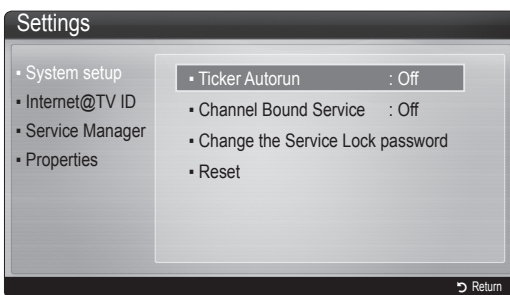 Settings
▪ System setup
▪ Internet@TV ID
▪ Service Manager
▪ Properties
▪ Ticker Autorun : Off
▪ Channel Bound Service : Off
▪ Change the Service Lock password
▪ Reset
Return